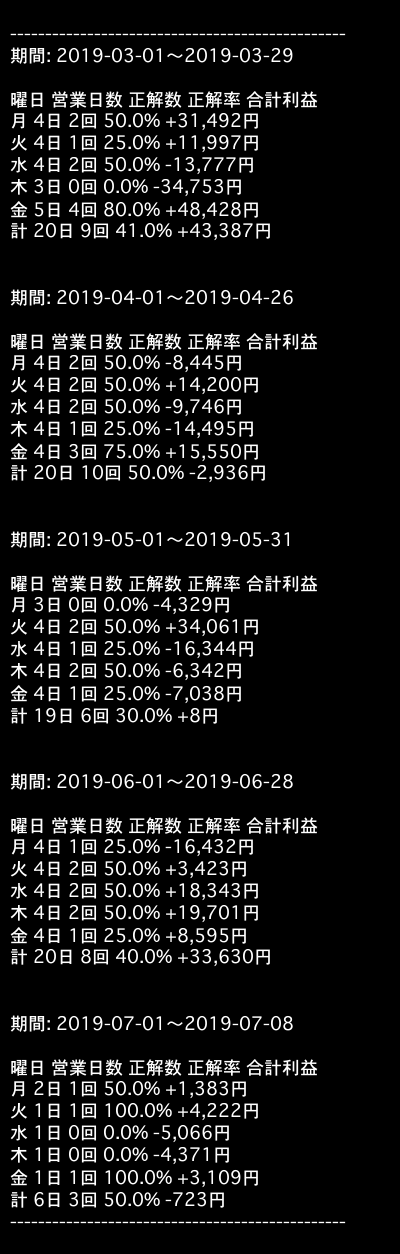 ------------------------------------------------
期間: 2019-03-01〜2019-03-29
曜日 営業日数 正解数 正解率 合計利益
月 4日 2回 50.0% +31,492円
火 4日 1回 25.0% +11,997円
水 4日 2回 50.0% -13,777円
木 3日 0回 0.0% -34,753円
金 5日 4回 80.0% +48,428円
計 20日 9回 41.0% +43,387円
期間: 2019-04-01〜2019-04-26
曜日 営業日数 正解数 正解率 合計利益
月 4日 2回 50.0% -8,445円
火 4日 2回 50.0% +14,200円
水 4日 2回 50.0% -9,746円
木 4日 1回 25.0% -14,495円
金 4日 3回 75.0% +15,550円
計 20日 10回 50.0% -2,936円
期間: 2019-05-01〜2019-05-31
曜日 営業日数 正解数 正解率 合計利益
月 3日 0回 0.0% -4,329円
火 4日 2回 50.0% +34,061円
水 4日 1回 25.0% -16,344円
木 4日 2回 50.0% -6,342円
金 4日 1回 25.0% -7,038円
計 19日 6回 30.0% +8円
期間: 2019-06-01〜2019-06-28
曜日 営業日数 正解数 正解率 合計利益
月 4日 1回 25.0% -16,432円
火 4日 2回 50.0% +3,423円
水 4日 2回 50.0% +18,343円
木 4日 2回 50.0% +19,701円
金 4日 1回 25.0% +8,595円
計 20日 8回 40.0% +33,630円
期間: 2019-07-01〜2019-07-08
曜日 営業日数 正解数 正解率 合計利益
月 2日 1回 50.0% +1,383円
火 1日 1回 100.0% +4,222円
水 1日 0回 0.0% -5,066円
木 1日 0回 0.0% -4,371円
金 1日 1回 100.0% +3,109円
計 6日 3回 50.0% -723円
------------------------------------------------